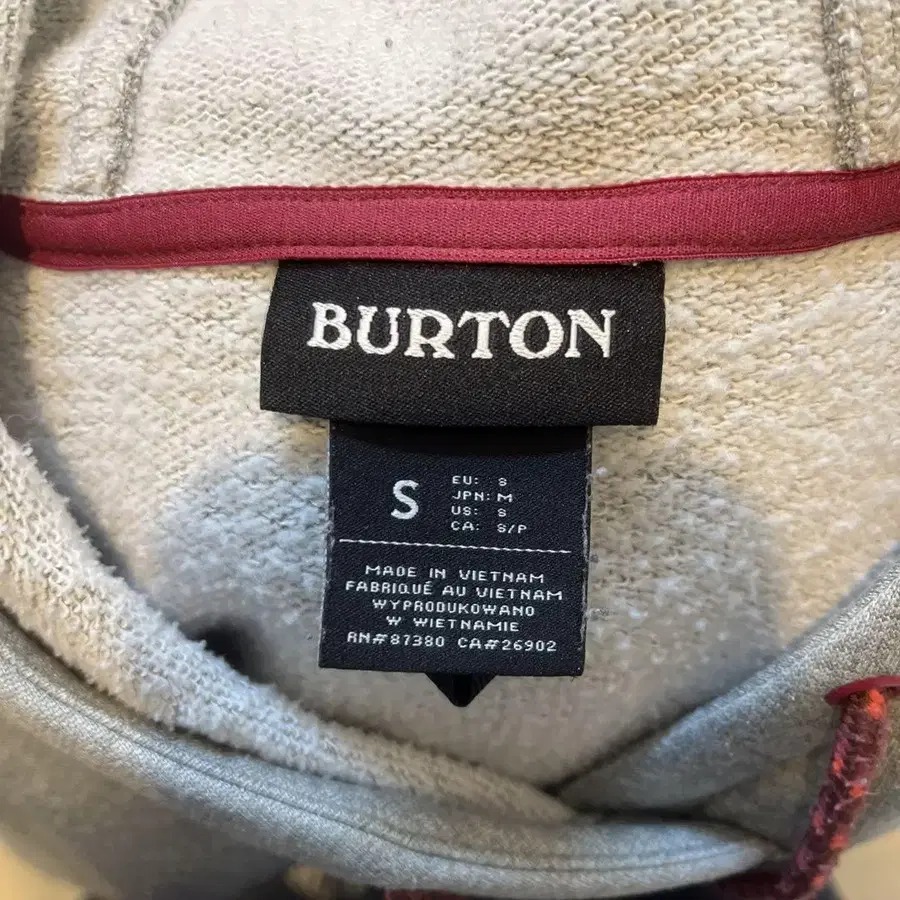 BURTON
S
EU: S
JPN: M
US: S
CA: S/P
MADE IN VIETNAM
FABRIQUÉ AU VIETNAM
WYPRODUKOWANO
W WIETNAMIE
RN#87380 CA#26902